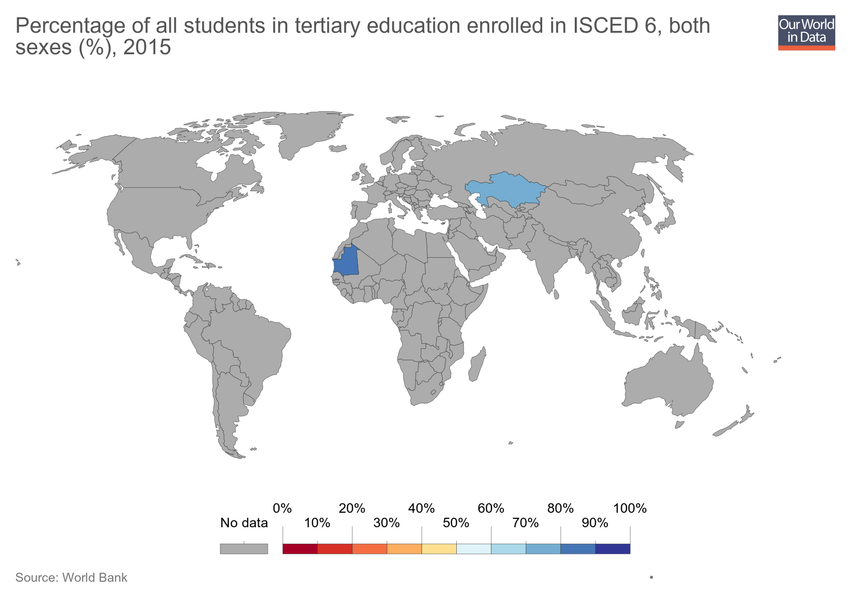 Percentage of all students in tertiary education enrolled in ISCED 6, both
sexes (%), 2015
Our World
in Data
0% 20% 40% 60% 80% 100%
No data 10% 30% 50% 70% 90%
Source: World Bank